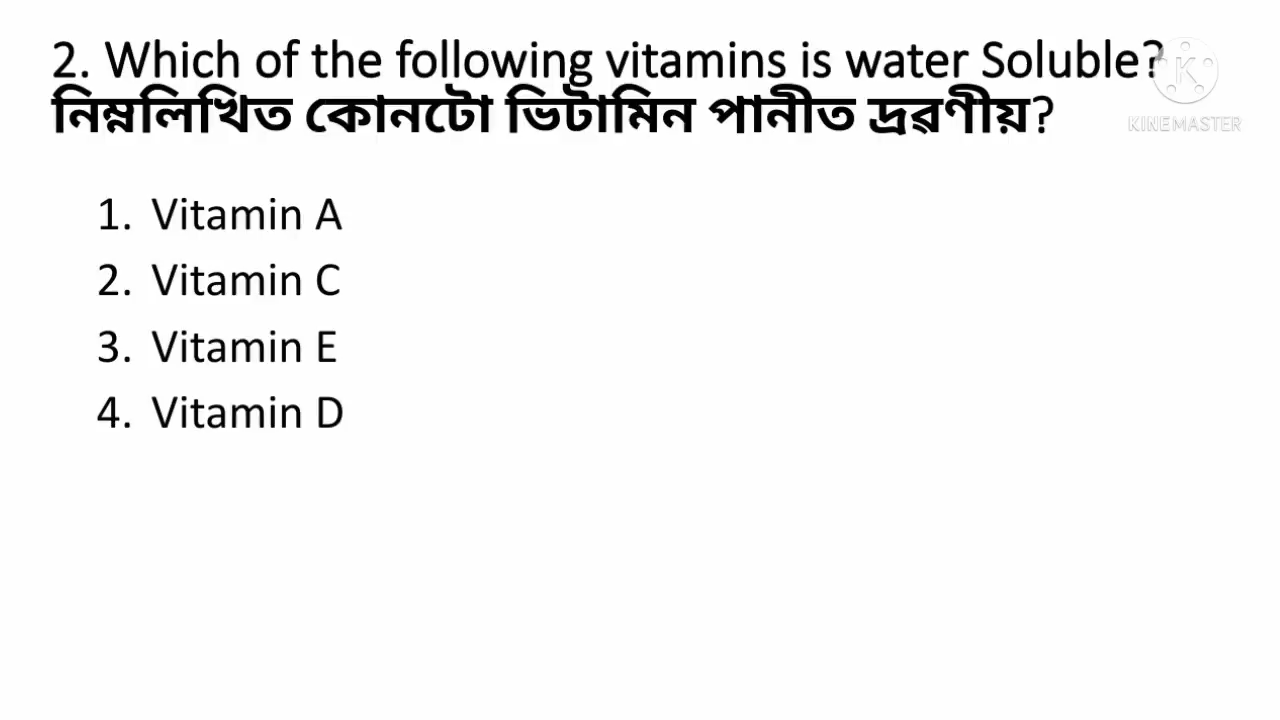 2. Which of the following vitamins is water Soluble?
নিম্নলিখিত কোনটো ভিটামিন পানীত দ্ৰৱণীয়?
K
KINEMASTER
1. Vitamin A
2. Vitamin C
3. Vitamin E
4. Vitamin D